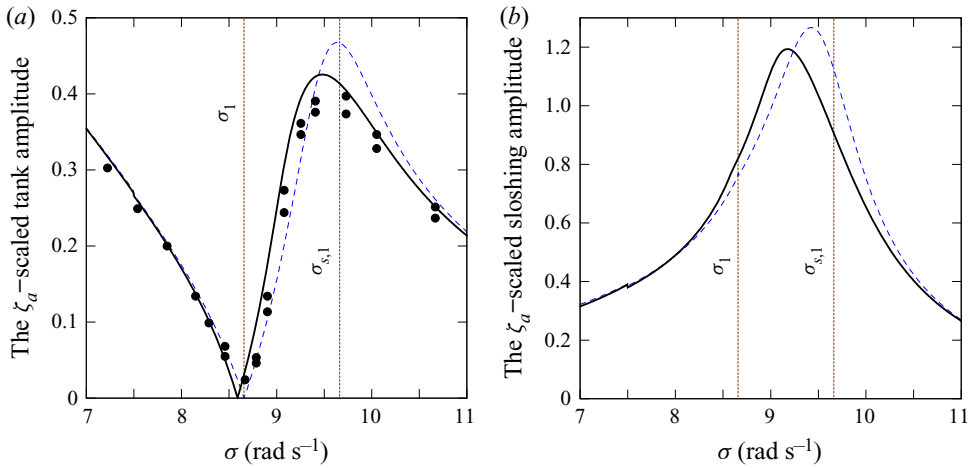 (a)
0.5
0.4
0.3
0.2
0.1
0
The ζa–scaled tank amplitude
σ1
σs,1
7 8 9 10 11
σ (rad s–1)
(b)
1.2
1.0
0.8
0.6
0.4
0.2
0
The ζa–scaled sloshing amplitude
σ1
σs,1
7 8 9 10 11
σ (rad s–1)